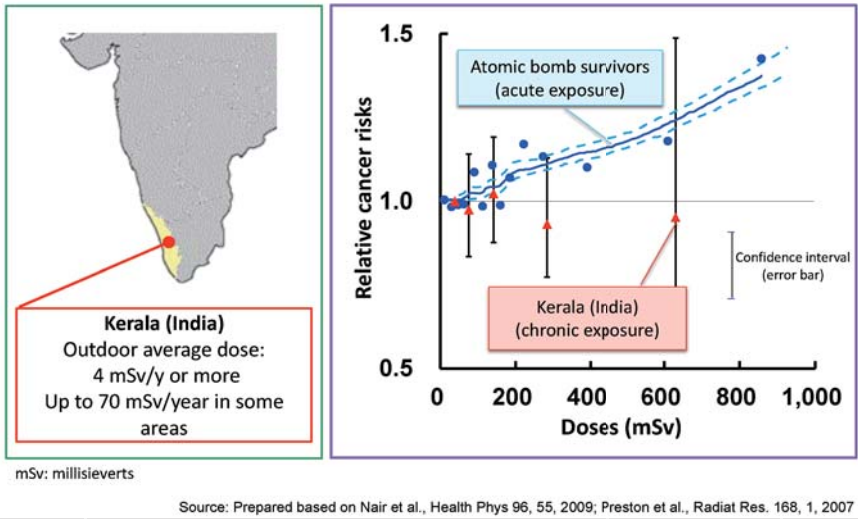 Kerala (India)
Outdoor average dose:
4 mSv/y or more
Up to 70 mSv/year in some
areas
mSv: millisieverts
Relative cancer risks
1.5
1.0
0.5
Atomic bomb survivors
(acute exposure)
Confidence interval
(error bar)
Kerala (India)
(chronic exposure)
0
200
400
600
800
1,000
Doses (mSv)
Source: Prepared based on Nair et al., Health Phys 96, 55, 2009; Preston et al., Radiat Res. 168, 1, 2007